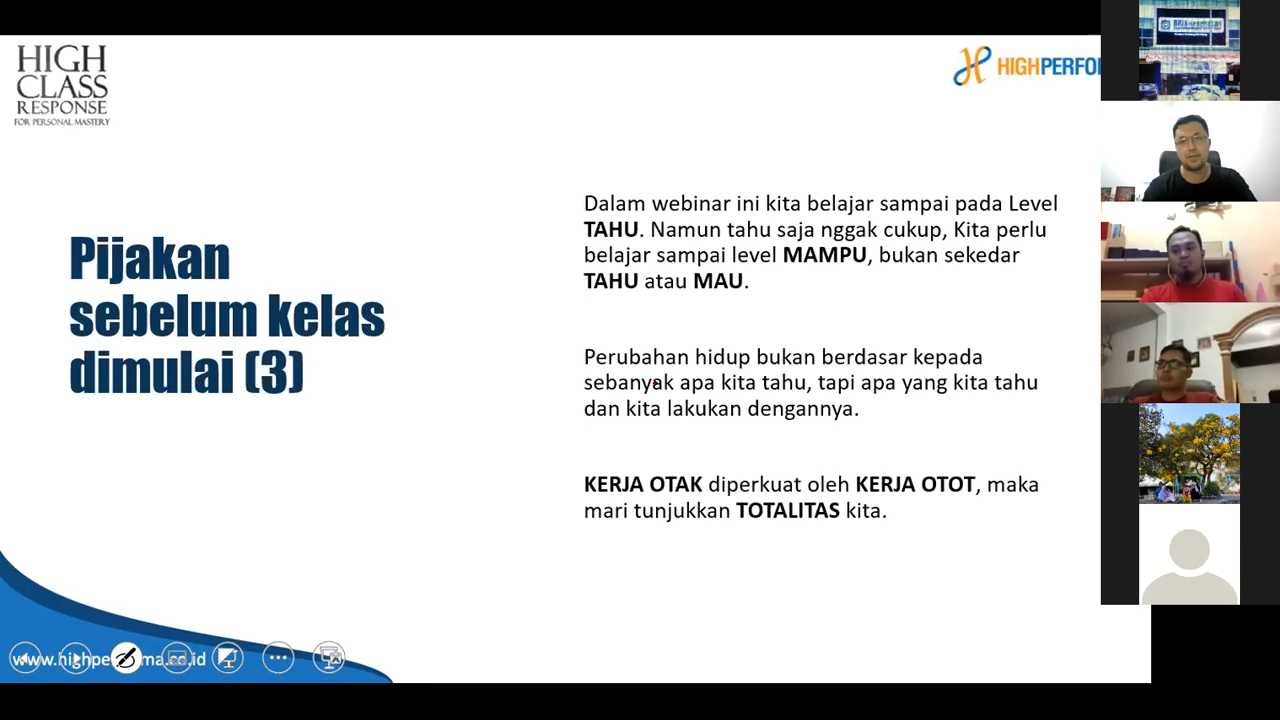 HIGH
CLASS
RESPONSE
FOR PERSONAL MASTERY
HIGHPERFO
Pijakan
sebelum kelas
dimulai (3)
Dalam webinar ini kita belajar sampai pada Level
TAHU. Namun tahu saja nggak cukup, Kita perlu
belajar sampai level MAMPU, bukan sekedar
TAHU atau MAU.
Perubahan hidup bukan berdasar kepada
sebanyak apa kita tahu, tapi apa yang kita tahu
dan kita lakukan dengannya.
KERJA OTAK diperkuat oleh KERJA OTOT, maka
mari tunjukkan TOTALITAS kita.